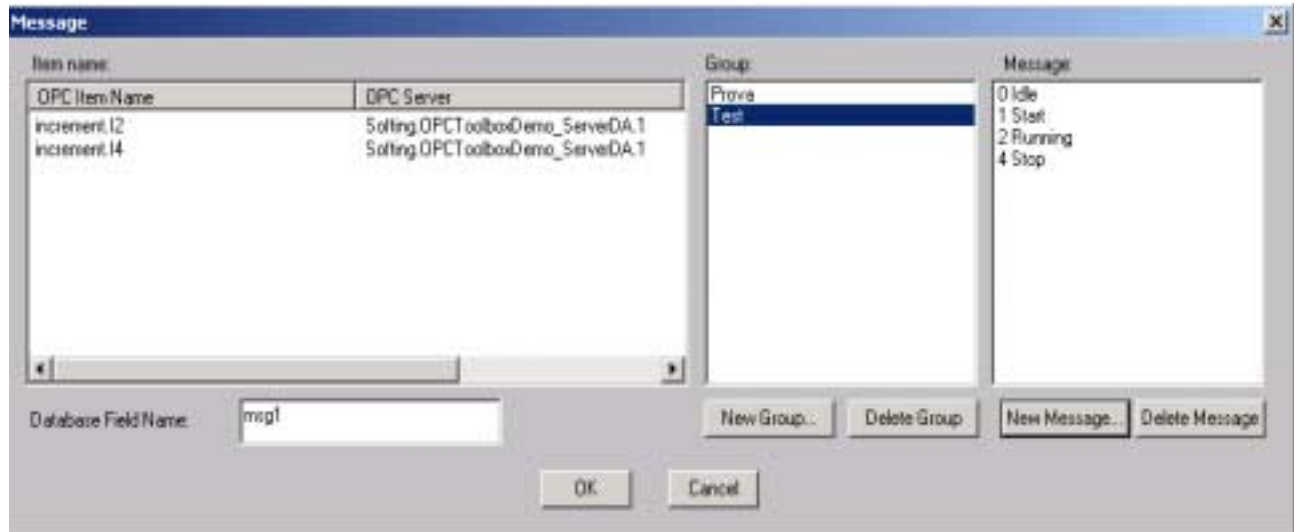 Message
Item name:
OPC Item Name OPC Server
increment.I2 Softing.OPCToolboxDemo_ServerDA.1
increment.I4 Softing.OPCToolboxDemo_ServerDA.1
Database Field Name: msg1
Group:
Prova
Test
New Group... Delete Group
Message:
0 Idle
1 Start
2 Running
4 Stop
New Message... Delete Message
OK Cancel